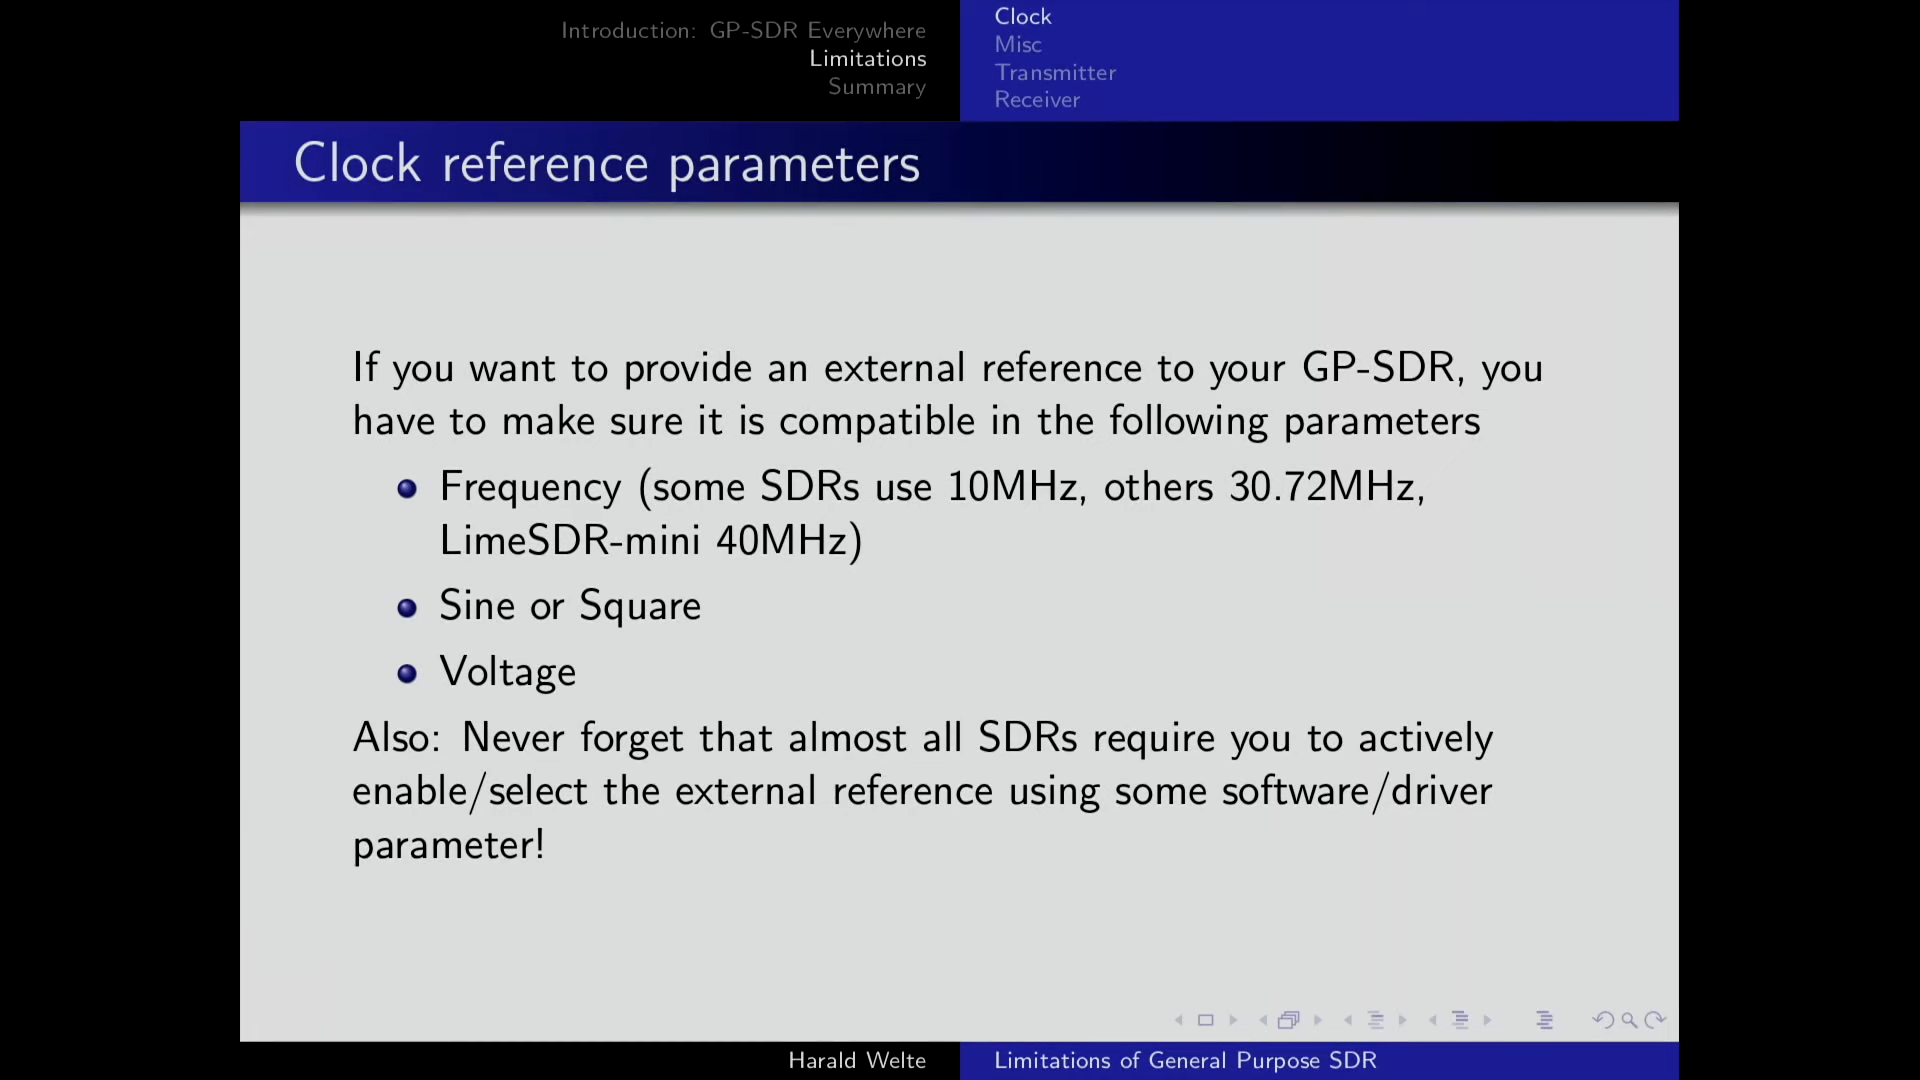 Introduction: GP-SDR Everywhere
Limitations
Summary
Clock
Misc
Transmitter
Receiver
Clock reference parameters
If you want to provide an external reference to your GP-SDR, you
have to make sure it is compatible in the following parameters
Frequency (some SDRs use 10MHz, others 30.72MHz,
LimeSDR-mini 40MHz)
Sine or Square
Voltage
Also: Never forget that almost all SDRs require you to actively
enable/select the external reference using some software/driver
parameter!
Harald Welte
Limitations of General Purpose SDR